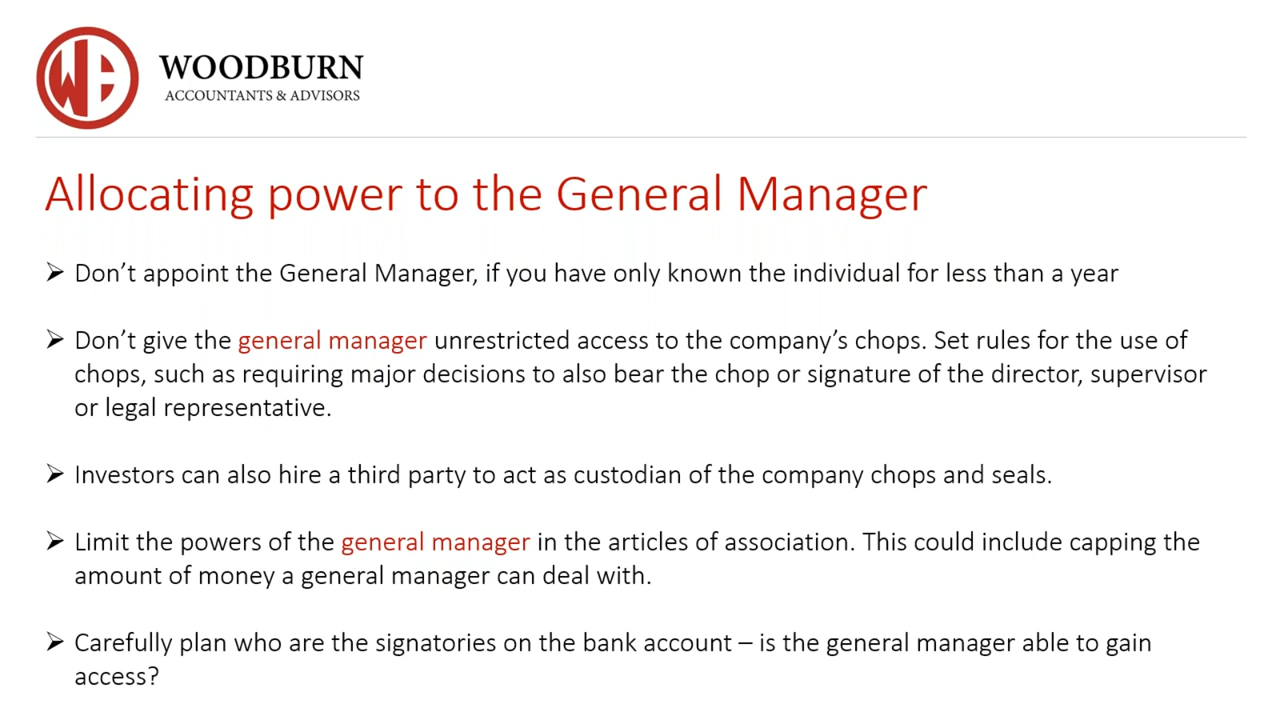 WOODBURN
ACCOUNTANTS & ADVISORS
Allocating power to the General Manager
➢ Don’t appoint the General Manager, if you have only known the individual for less than a year
➢ Don’t give the general manager unrestricted access to the company’s chops. Set rules for the use of
chops, such as requiring major decisions to also bear the chop or signature of the director, supervisor
or legal representative.
➢ Investors can also hire a third party to act as custodian of the company chops and seals.
➢ Limit the powers of the general manager in the articles of association. This could include capping the
amount of money a general manager can deal with.
➢ Carefully plan who are the signatories on the bank account – is the general manager able to gain
access?